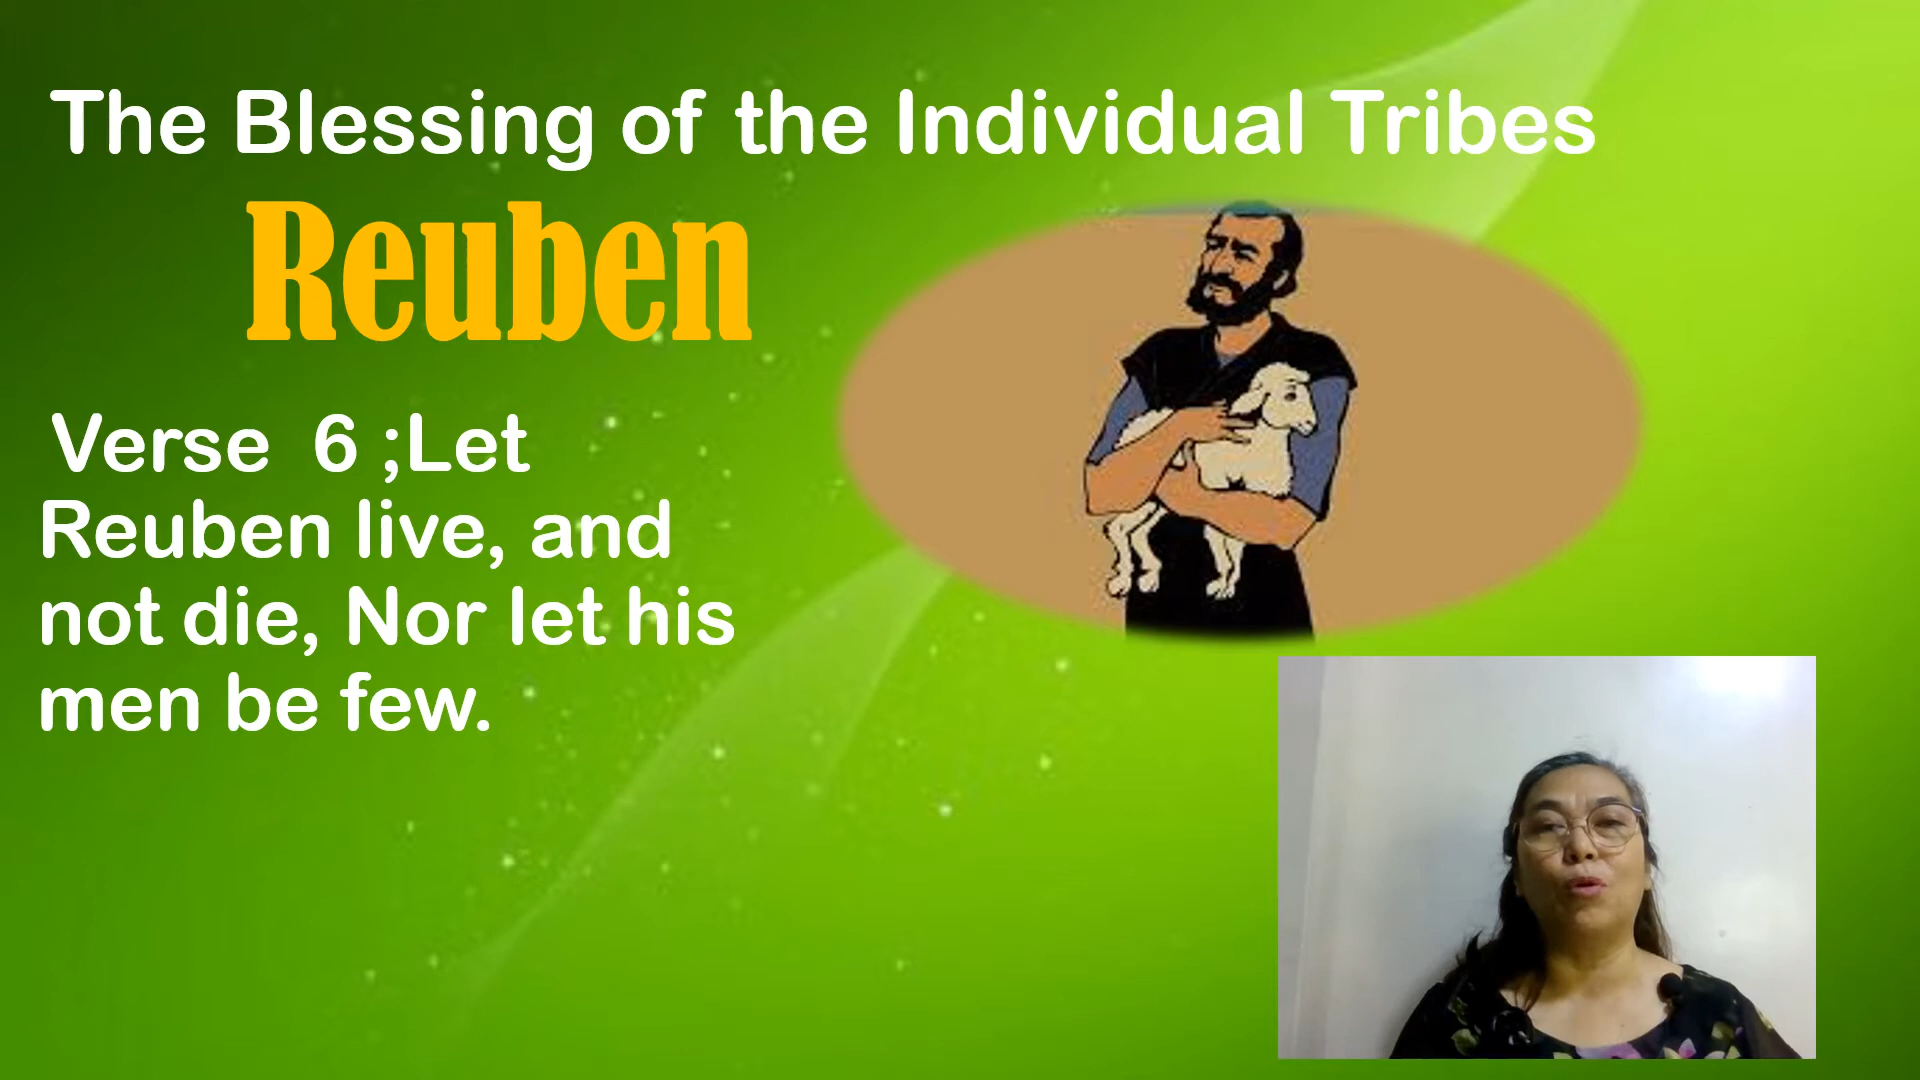 The Blessing of the Individual Tribes
Reuben
Verse 6 ;Let
Reuben live, and
not die, Nor let his
men be few.